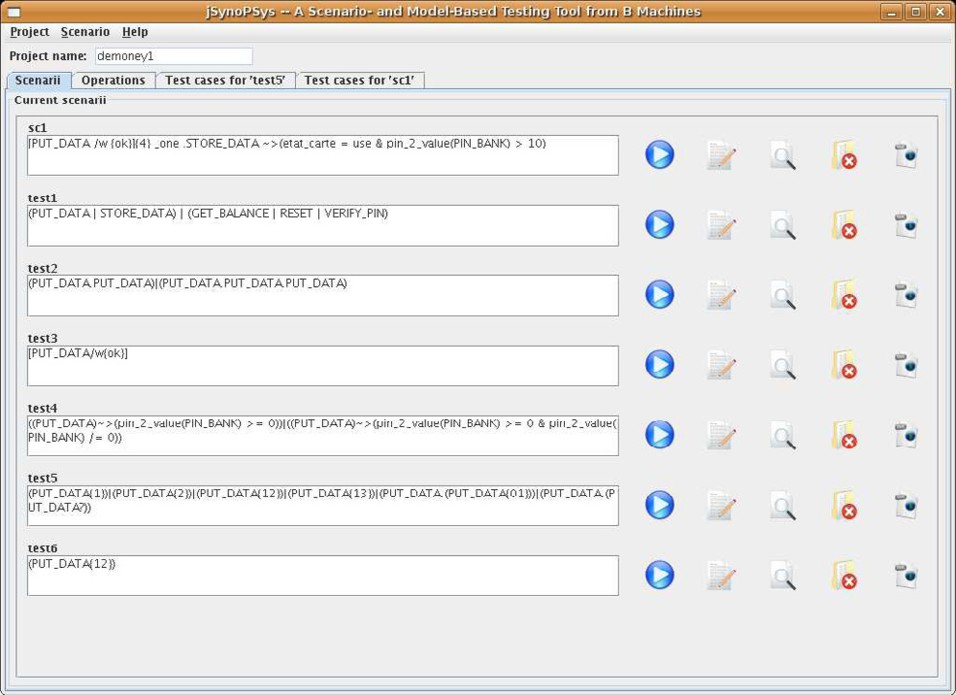 jSynoPSys -- A Scenario- and Model-Based Testing Tool from B Machines
Project Scenario Help
Project name: demoney1
Scenarii Operations Test cases for 'test5' Test cases for 'sc1'
Current scenarii
sc1
[PUT_DATA /w {ok}]{4} _one .STORE_DATA ~>(etat_carte = use & pin_2_value(PIN_BANK) > 10)
test1
(PUT_DATA | STORE_DATA) | (GET_BALANCE | RESET | VERIFY_PIN)
test2
(PUT_DATA.PUT_DATA)|(PUT_DATA.PUT_DATA.PUT_DATA)
test3
[PUT_DATA/w{ok}]
test4
((PUT_DATA)~>(pin_2_value(PIN_BANK) >= 0))|((PUT_DATA)~>(pin_2_value(PIN_BANK) >= 0 & pin_2_value(
PIN_BANK) /= 0))
test5
(PUT_DATA{1})|(PUT_DATA{2})|(PUT_DATA{12})|(PUT_DATA{13})|(PUT_DATA.(PUT_DATA{01}))|(PUT_DATA.(P
UT_DATA?))
test6
(PUT_DATA{12})